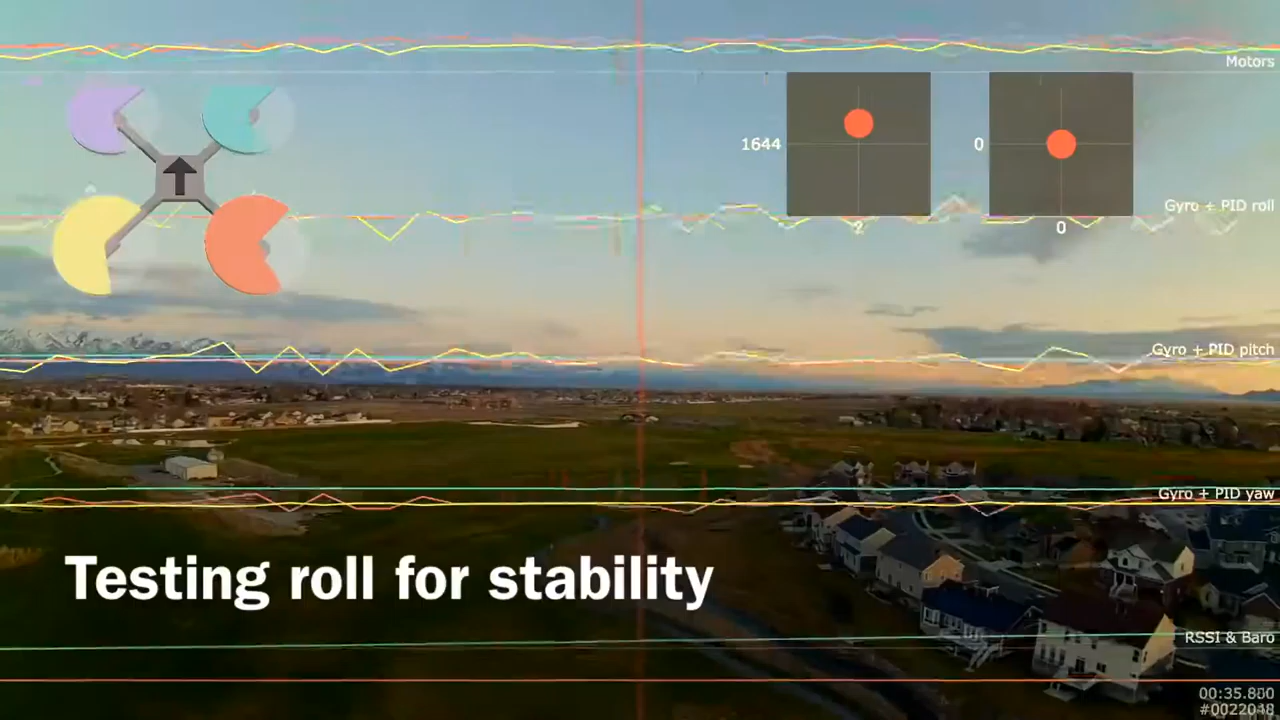 Motors
1644
0
Gyro + PID roll
2
0
Gyro + PID pitch
Gyro + PID yaw
Testing roll for stability
RSSI & Baro
00:35.800
#0022048